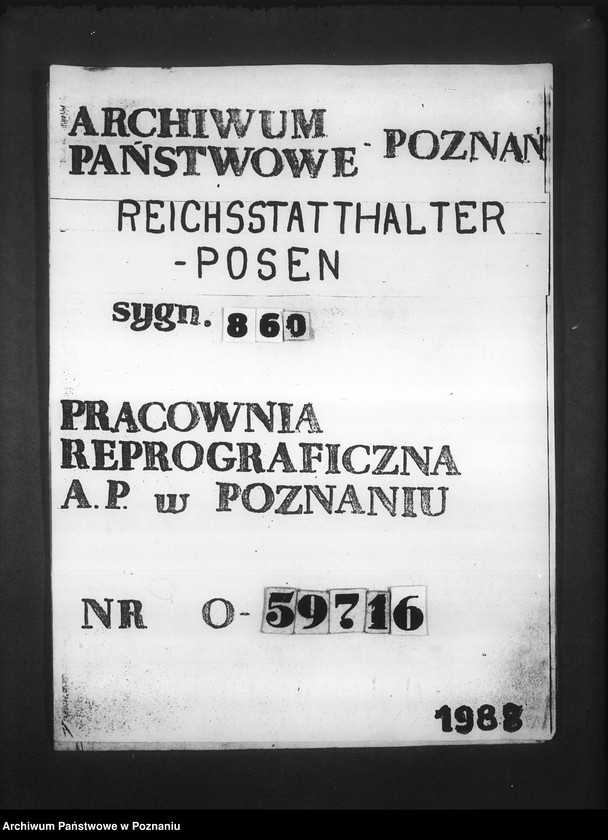 ARCHIWUM
PAŃSTWOWE - POZNAŃ
REICHSSTATTHALTER
-POSEN
sygn. 860
PRACOWNIA
REPROGRAFICZNA
A.P. w POZNANIU
NR O-59716
1988
Archiwum Państwowe w Poznaniu